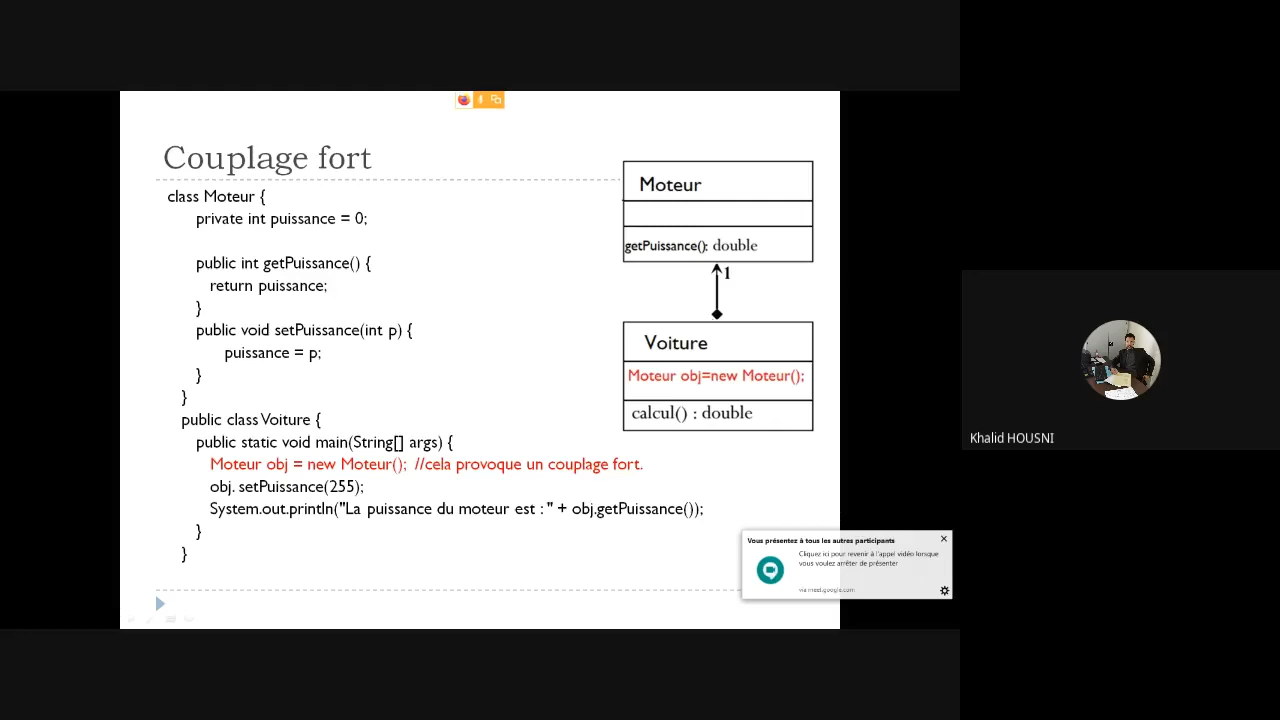 Couplage fort
class Moteur {
private int puissance = 0;
public int getPuissance() {
return puissance;
}
public void setPuissance(int p) {
puissance = p;
}
}
public class Voiture {
public static void main(String[] args) {
Moteur obj = new Moteur(); //cela provoque un couplage fort.
obj. setPuissance(255);
System.out.println("La puissance du moteur est : " + obj.getPuissance());
}
}
Moteur
getPuissance(): double
1
Voiture
Moteur obj=new Moteur();
calcul() : double
Vous présentez à tous les autres participants
Cliquez ici pour revenir à l'appel vidéo lorsque
vous voulez arrêter de présenter
via meet.google.com
Khalid HOUSNI